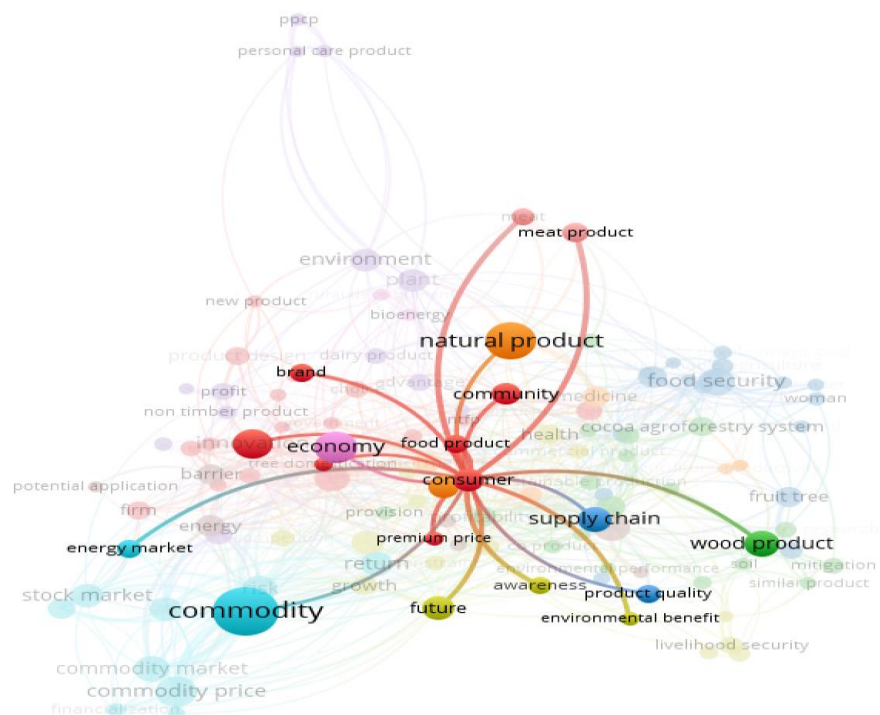 ppcp
personal care product
meat
meat product
environment
plant
new product
bioenergy
natural product
product design
dairy product
brand
advantage
food security
profit
community
medicine
woman
non timber product
ntfp
cocoa agroforestry system
innovation
economy
food product
health
barrier
tree domestication
consumer
potential application
fruit tree
firm
provision
supply chain
energy
premium price
energy market
wood product
return
environmental performance
soil
mitigation
risk
growth
awareness
similar product
stock market
product quality
commodity
future
environmental benefit
livelihood security
commodity market
commodity price
financialization